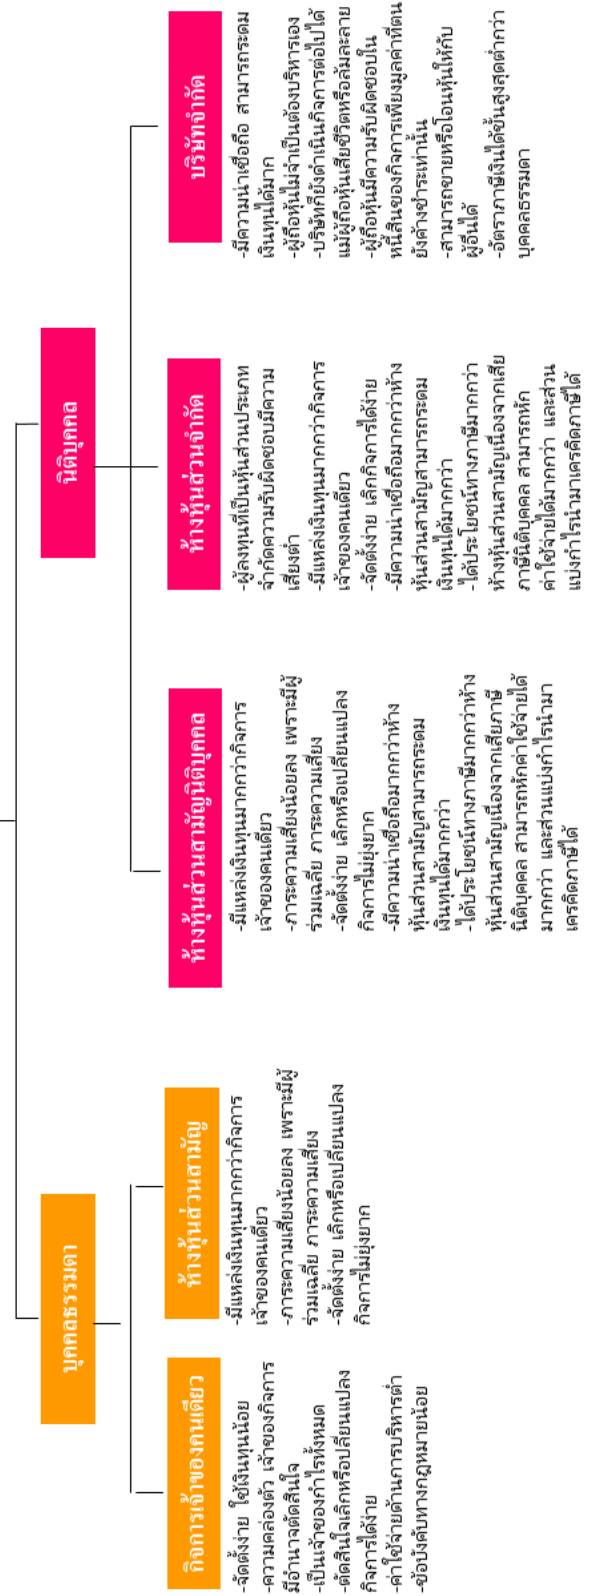 บุคคลธรรมดา
นิติบุคคล
กิจการเจ้าของคนเดียว
-จัดตั้งง่าย ใช้เงินทุนน้อย
-ความคล่องตัว เจ้าของกิจการ
มีอำนาจตัดสินใจ
-เป็นเจ้าของกำไรทั้งหมด
-ตัดสินใจเลิกหรือปลี่ยนแปลง
กิจการได้ง่าย
-ค่าใช้จ่ายด้านการบริหารต่ำ
-ข้อบังคับทางกฎหมายน้อย
ห้างหุ้นส่วนสามัญ
-มีแหล่งเงินทุนมากกว่ากิจการ
เจ้าของคนเดียว
-ภาระความเสี่ยงน้อยลง เพราะมีผู้
ร่วมเฉลี่ย ภาระความเสี่ยง
-จัดตั้งง่าย เลิกหรือเปลี่ยนแปลง
กิจการไม่ยุ่งยาก
ห้างหุ้นส่วนสามัญนิติบุคคล
-มีแหล่งเงินทุนมากกว่ากิจการ
เจ้าของคนเดียว
-ภาระความเสี่ยงน้อยลง เพราะมีผู้
ร่วมเฉลี่ย ภาระความเสี่ยง
-จัดตั้งง่าย เลิกหรือเปลี่ยนแปลง
กิจการไม่ยุ่งยาก
-มีความน่าเชื่อถือมากกว่าห้าง
หุ้นส่วนสามัญสามารถระดม
เงินทุนได้มากกว่า
-ได้ประโยชน์ทางภาษีมากกว่าห้าง
หุ้นส่วนสามัญเนื่องจากเสียภาษี
นิติบุคคล สามารถหักค่าใช้จ่ายได้
มากกว่า และส่วนแบ่งกำไรนำมา
เครคิดภาษีได้
ห้างหุ้นส่วนจำกัด
-ผู้ลงทุนที่เป็นหุ้นส่วนประเภท
จำกัดความรับผิดชอบมีความ
เสี่ยงต่ำ
-มีแหล่งเงินทุนมากกว่ากิจการ
เจ้าของคนเดียว
-จัดตั้งง่าย เลิกกิจการได้ง่าย
-มีความน่าเชื่อถือมากกว่าห้าง
หุ้นส่วนสามัญสามารถระดม
เงินทุนได้มากกว่า
-ได้ประโยชน์ทางภาษีมากกว่า
ห้างหุ้นส่วนสามัญเนื่องจากเสีย
ภาษีนิติบุคคล สามารถหัก
ค่าใช้จ่ายได้มากกว่า และส่วน
แบ่งกำไรนำมาเครคิดภาษีได้
บริษัทจำกัด
-มีความน่าเชื่อถือ สามารถระดม
เงินทุนได้มาก
-ผู้ถือหุ้นไม่จำเป็นต้องบริหารเอง
-บริษัทก็ยังดำเนินกิจการต่อไปได้
แม้ผู้ถือหุ้นเสียชีวิตหรือล้มละลาย
-ผู้ถือหุ้นมีความรับผิดชอบใน
หนี้สินของกิจการเพียงมูลค่าที่ตน
ยังค้างชำระเท่านั้น
-สามารถขายหรือโอนหุ้นให้กับ
ผู้อื่นได้
-อัตราภาษีเงินได้ขั้นสูงสุดต่ำกว่า
บุคคลธรรมดา